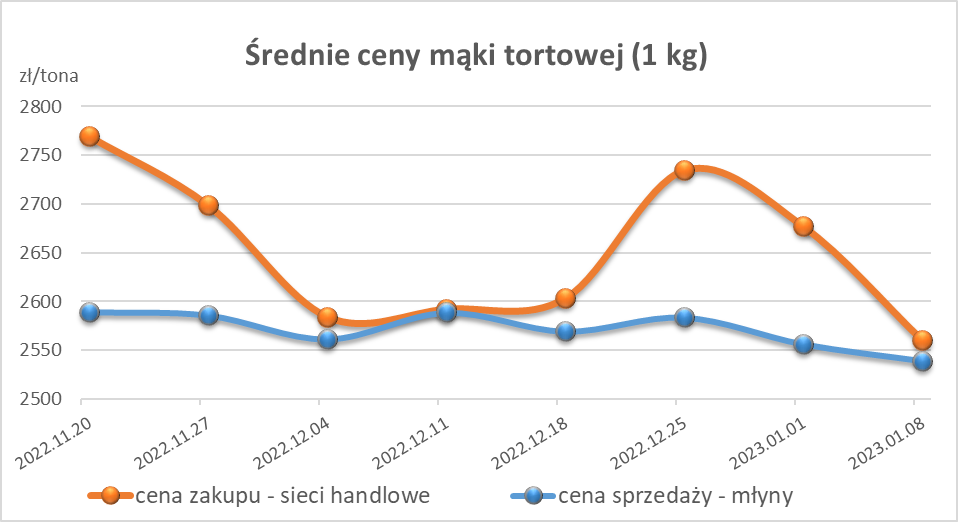 Średnie ceny mąki tortowej (1 kg)
zł/tona
2800
2750
2700
2650
2600
2550
2500
2022.11.20 2022.11.27 2022.12.04 2022.12.11 2022.12.18 2022.12.25 2023.01.01 2023.01.08
cena zakupu - sieci handlowe cena sprzedaży - młyny